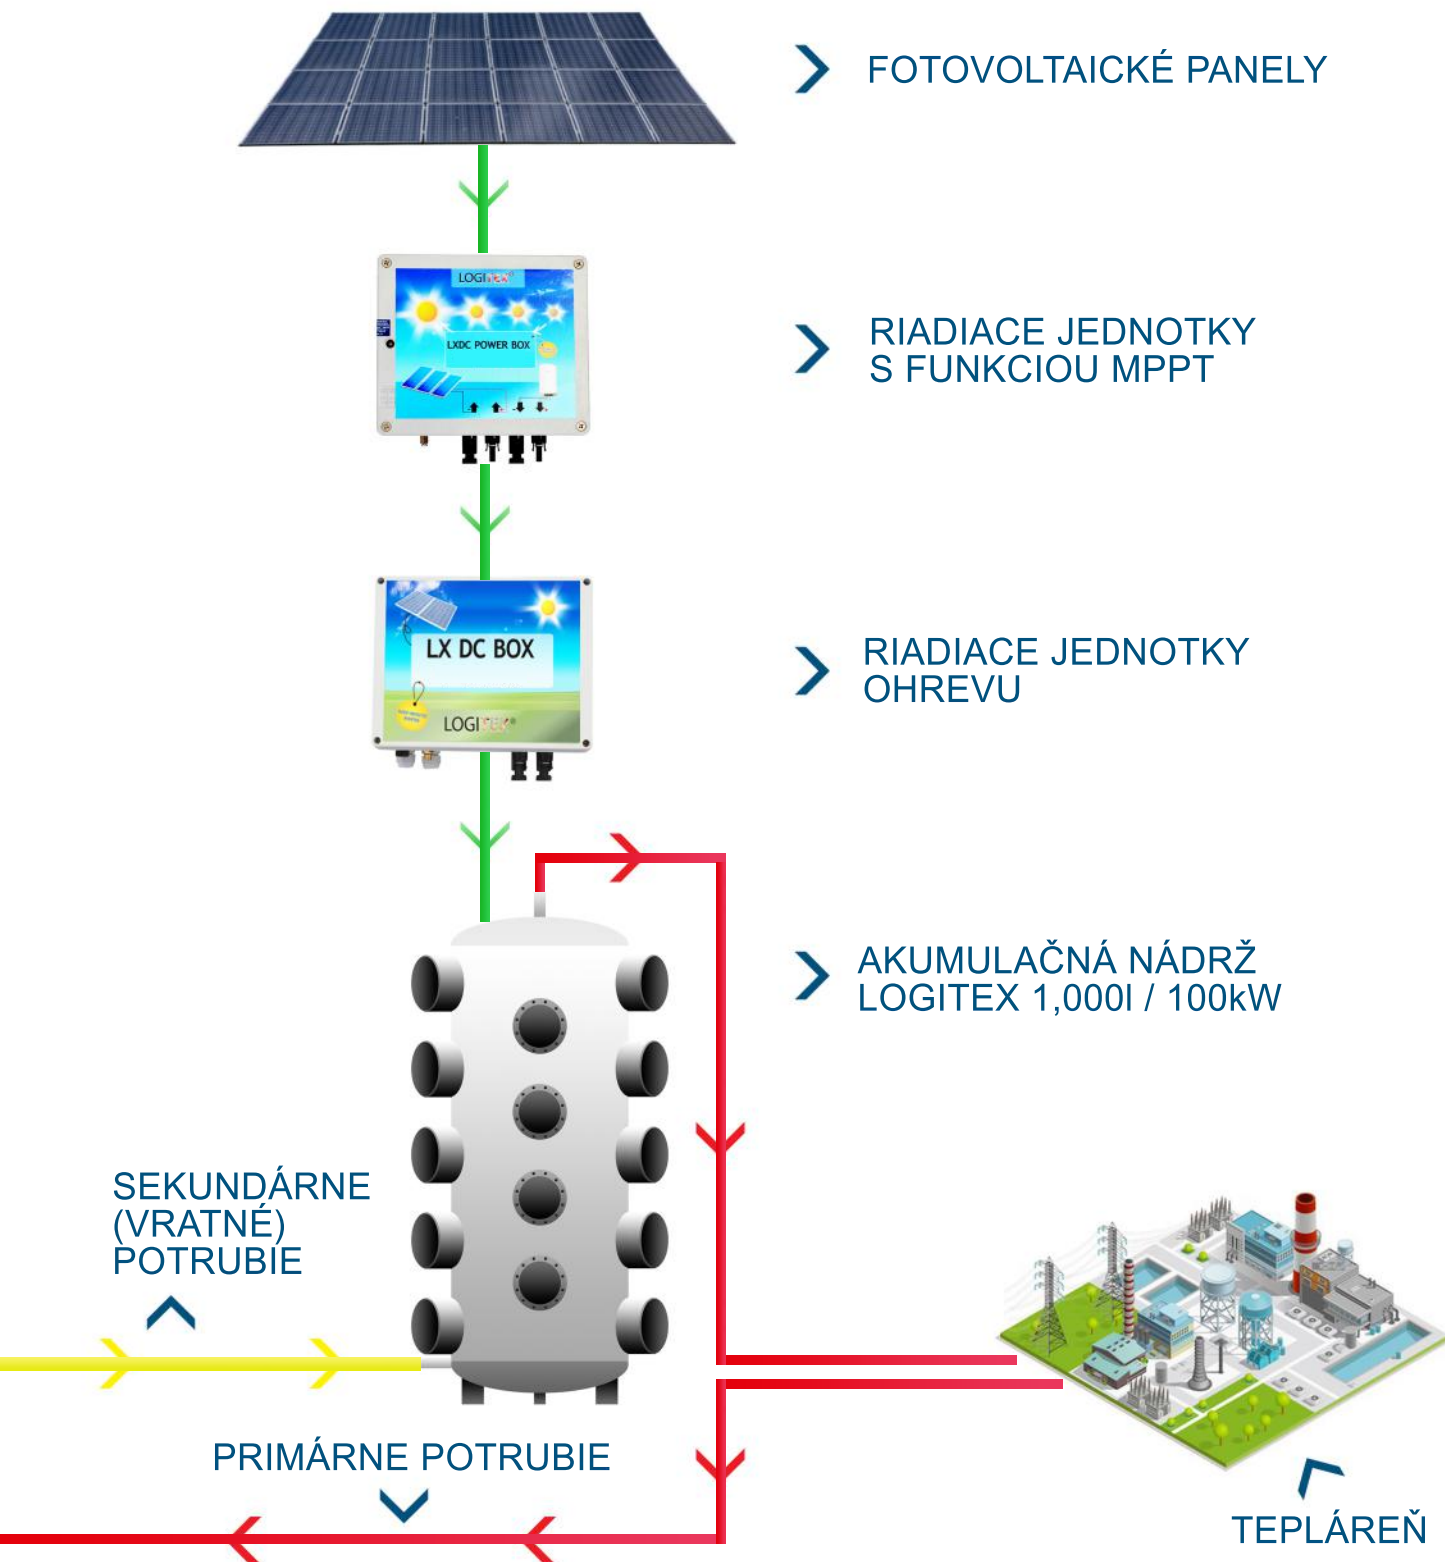 FOTOVOLTAICKÉ PANELY
LOGITEX®
LXDC POWER BOX
RIADIACE JEDNOTKY
S FUNKCIOU MPPT
LX DC BOX
LOGITEX®
RIADIACE JEDNOTKY
OHREVU
AKUMULAČNÁ NÁDRŽ
LOGITEX 1,000l / 100kW
SEKUNDÁRNE
(VRATNÉ)
POTRUBIE
PRIMÁRNE POTRUBIE
TEPLÁREŇ